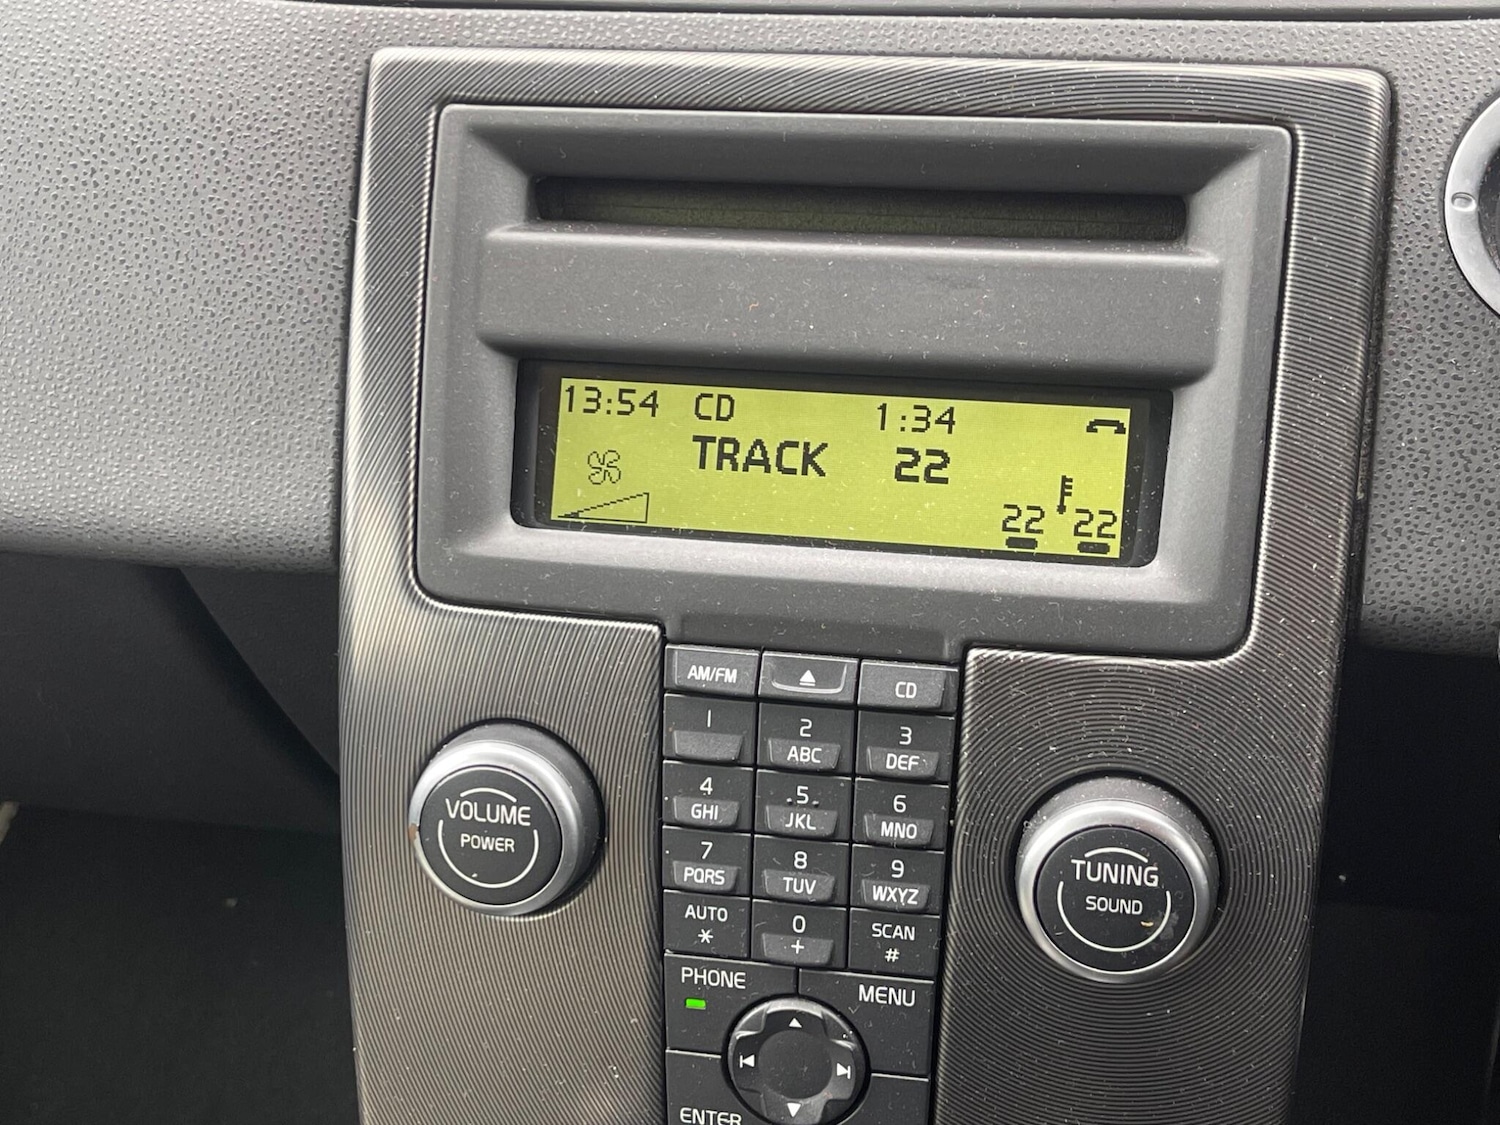 13:54 CD 1:34
TRACK 22
22 22
AM/FM CD
1 2 3
ABC DEF
4 5 6
GHI JKL MNO
7 8 9
PQRS TUV WXYZ
AUTO 0 SCAN
* + #
VOLUME
POWER
TUNING
SOUND
PHONE MENU
ENTER